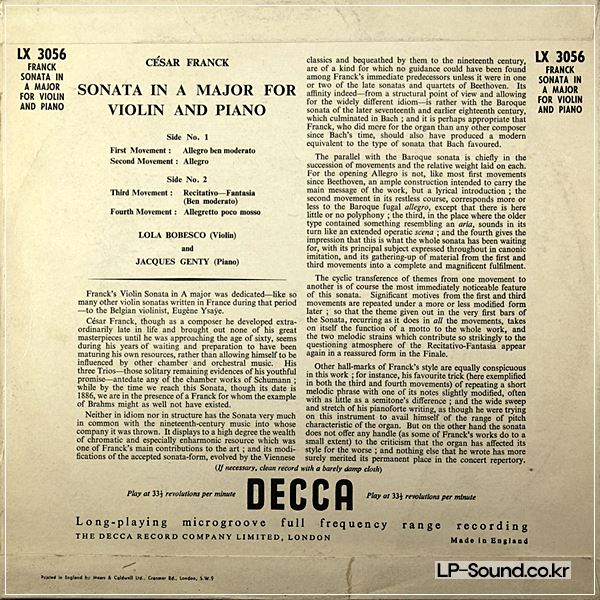 LX 3056
FRANCK
SONATA IN
A MAJOR
FOR VIOLIN
AND PIANO
CÉSAR FRANCK
SONATA IN A MAJOR FOR
VIOLIN AND PIANO
Side No. 1
First Movement : Allegro ben moderato
Second Movement : Allegro
Side No. 2
Third Movement : Recitativo—Fantasia
(Ben moderato)
Fourth Movement : Allegretto poco mosso
LOLA BOBESCO (Violin)
and
JACQUES GENTY (Piano)
Franck's Violin Sonata in A major was dedicated—like so
many other violin sonatas written in France during that period
—to the Belgian violinist, Eugène Ysaÿe.
César Franck, though as a composer he developed extra-
ordinarily late in life and brought out none of his great
masterpieces until he was approaching the age of sixty, seems
during his years of waiting and preparation to have been
maturing his own resources, rather than allowing himself to be
influenced by other chamber and orchestral music. His
three Trios—those solitary remaining evidences of his youthful
promise—antedate any of the chamber works of Schumann ;
while by the time we reach this Sonata, though its date is
1886, we are in the presence of a Franck for whom the example
of Brahms might as well not have existed.
Neither in idiom nor in structure has the Sonata very much
in common with the nineteenth-century music into whose
company it was thrown. It displays to a high degree the wealth
of chromatic and especially enharmonic resource which was
one of Franck's main contributions to the art ; and its modi-
fications of the accepted sonata-form, evolved by the Viennese
classics and bequeathed by them to the nineteenth century,
are of a kind for which no guidance could have been found
among Franck's immediate predecessors unless it were in one
or two of the late sonatas and quartets of Beethoven. Its
affinity indeed—from a structural point of view and allowing
for the widely different idiom—is rather with the Baroque
sonata of the later seventeenth and earlier eighteenth century,
which culminated in Bach ; and it is perhaps appropriate that
Franck, who did more for the organ than any other composer
since Bach's time, should also have produced a modern
equivalent to the type of sonata that Bach favoured.
The parallel with the Baroque sonata is chiefly in the
succession of movements and the relative weight laid on each.
For the opening Allegro is not, like most first movements
since Beethoven, an ample construction intended to carry the
main message of the work, but a lyrical introduction ; the
second movement in its restless course, corresponds more or
less to the Baroque fugal allegro, except that there is here
little or no polyphony ; the third, in the place where the older
type contained something resembling an aria, sounds in its
turn like an extended operatic scena ; and the fourth gives the
impression that this is what the whole sonata has been waiting
for, with its principal subject expressed throughout in canonic
imitation, and its gathering-up of material from the first and
third movements into a complete and magnificent fulfilment.
The cyclic transference of themes from one movement to
another is of course the most immediately noticeable feature
of this sonata. Significant motives from the first and third
movements are repeated under a more or less modified form
later ; so that the theme given out in the very first bars of
the Sonata, recurring as it does in all the movements, takes
on itself the function of a motto to the whole work, and
the two melodic strains which contribute so strikingly to the
questioning atmosphere of the Recitativo-Fantasia appear
again in a reassured form in the Finale.
Other hall-marks of Franck's style are equally conspicuous
in this work ; for instance, his favourite trick (here exemplified
in both the third and fourth movements) of repeating a short
melodic phrase with one of its notes slightly modified, often
with as little as a semitone's difference ; and the wide sweep
and stretch of his pianoforte writing, as though he were trying
on this instrument to avail himself of the range of pitch
characteristic of the organ. But on the other hand the sonata
does not offer any handle (as some of Franck's works do to a
small extent) to the criticism that the organ has affected its
style for the worse ; and nothing else that he wrote has more
surely merited its permanent place in the concert repertory.
LX 3056
FRANCK
SONATA IN
A MAJOR
FOR VIOLIN
AND PIANO
(If necessary, clean record with a barely damp cloth)
Play at 33⅓ revolutions per minute DECCA Play at 33⅓ revolutions per minute
Long-playing microgroove full frequency range recording
THE DECCA RECORD COMPANY LIMITED, LONDON Made in England
Printed in England by Mears & Caldwell Ltd., Cranmer Rd., London, S.W.9
LP-Sound.co.kr